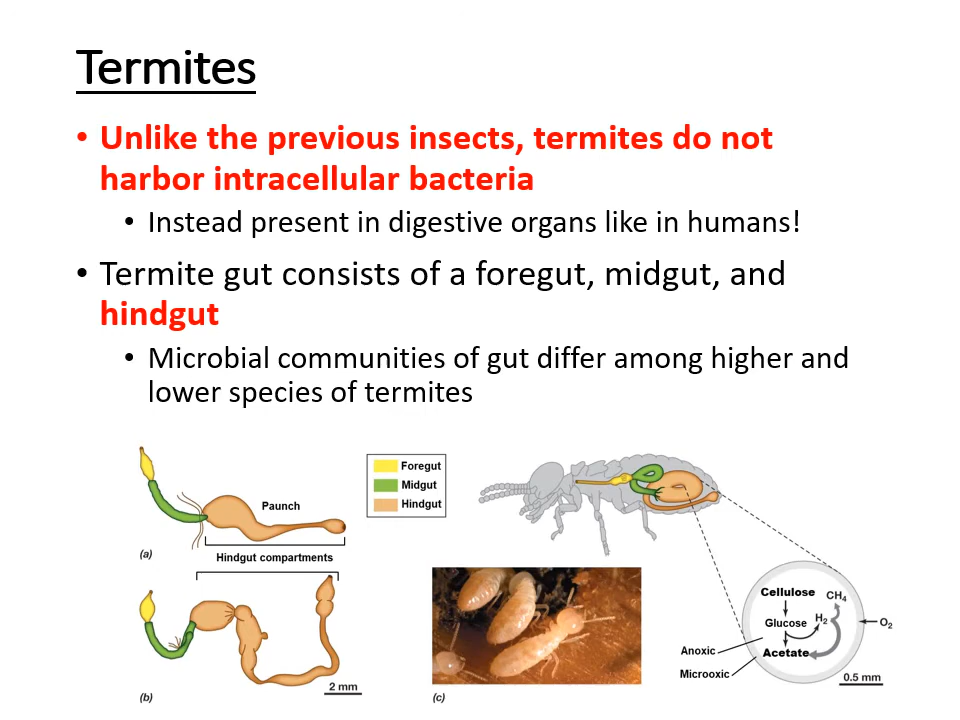 Termites
• Unlike the previous insects, termites do not
harbor intracellular bacteria
• Instead present in digestive organs like in humans!
• Termite gut consists of a foregut, midgut, and
hindgut
• Microbial communities of gut differ among higher and
lower species of termites
Foregut
Midgut
Hindgut
Paunch
(a)
Hindgut compartments
(b)
2 mm
(c)
Cellulose
CH₄
Glucose
H₂
O₂
Anoxic
Acetate
Microoxic
0.5 mm